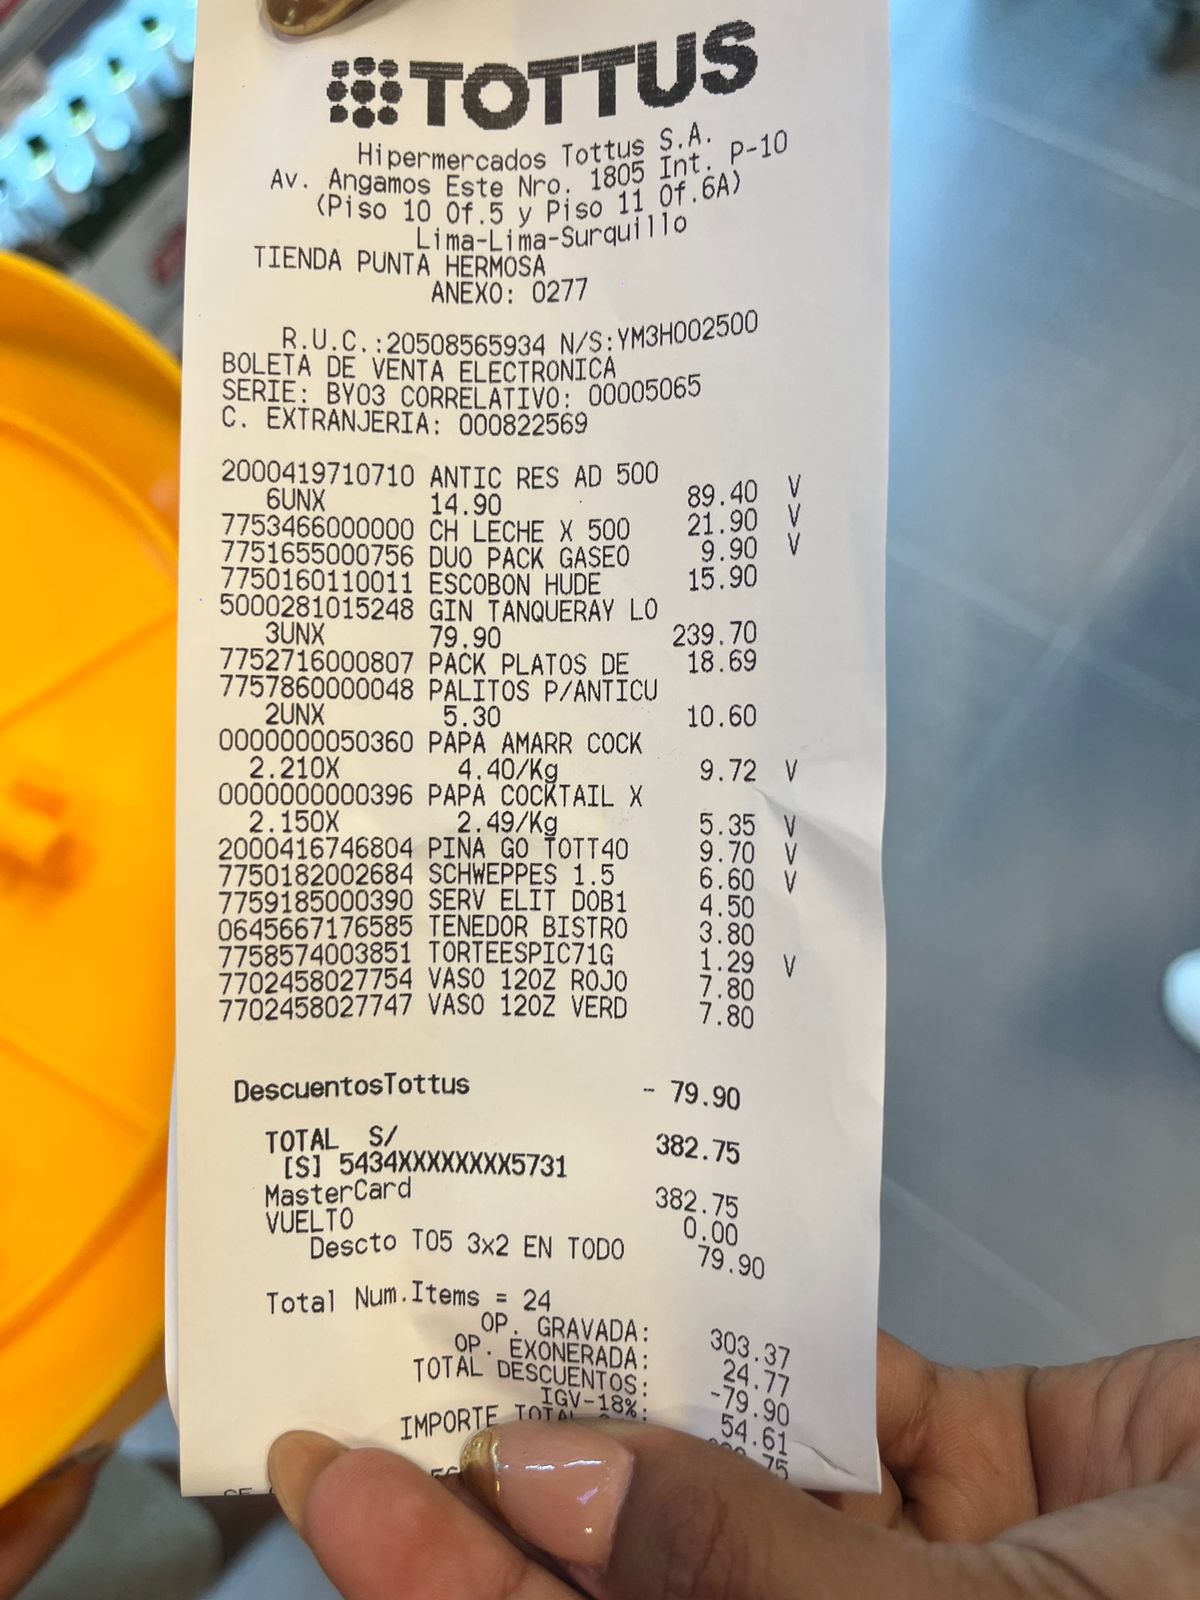 TOTTUS
Hipermercados Tottus S.A.
Av. Angamos Este Nro. 1805 Int. P-10
(Piso 10 Of.5 y Piso 11 Of.6A)
Lima-Lima-Surquillo
TIENDA PUNTA HERMOSA
ANEXO: 0277
R.U.C.:20508565934 N/S:YM3H002500
BOLETA DE VENTA ELECTRONICA
SERIE: BY03 CORRELATIVO: 00005065
C. EXTRANJERIA: 000822569
2000419710710 ANTIC RES AD 500
6UNX 14.90 89.40 V
7753466000000 CH LECHE X 500 21.90 V
7751655000756 DUO PACK GASEO 9.90 V
7750160110011 ESCOBON HUDE 15.90
5000281015248 GIN TANQUERAY LO
3UNX 79.90 239.70
7752716000807 PACK PLATOS DE 18.69
7757860000048 PALITOS P/ANTICU
2UNX 5.30 10.60
0000000050360 PAPA AMARR COCK
2.210X 4.40/Kg 9.72 V
0000000000396 PAPA COCKTAIL X
2.150X 2.49/Kg 5.35 V
2000416746804 PINA GO TOTT40 9.70 V
7750182002684 SCHWEPPES 1.5 6.60 V
7759185000390 SERV ELIT DOB1 4.50
0645667176585 TENEDOR BISTRO 3.80
7758574003851 TORTEESPIC71G 1.29 V
7702458027754 VASO 12OZ ROJO 7.80
7702458027747 VASO 12OZ VERD 7.80
DescuentosTottus - 79.90
TOTAL S/ 382.75
[S] 5434XXXXXXXX5731
MasterCard 382.75
VUELTO 0.00
Descto T05 3x2 EN TODO 79.90
Total Num.Items = 24
OP. GRAVADA: 303.37
OP. EXONERADA: 24.77
TOTAL DESCUENTOS: -79.90
IGV-18%: 54.61
IMPORTE TOTAL